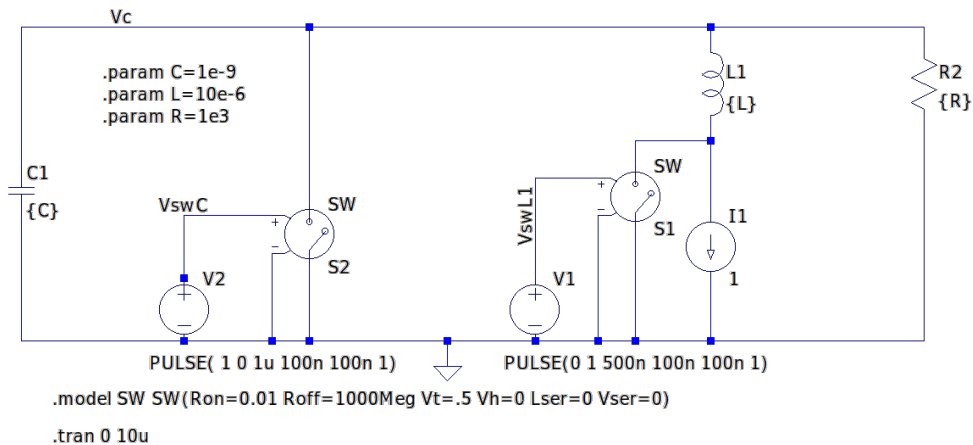 Vc
.param C=1e-9
.param L=10e-6
.param R=1e3
L1
{L}
R2
{R}
C1
{C}
VswC
+
−
SW
S2
V2
+
−
VswL1
+
−
SW
S1
V1
+
−
I1
1
PULSE( 1 0 1u 100n 100n 1)
PULSE(0 1 500n 100n 100n 1)
.model SW SW(Ron=0.01 Roff=1000Meg Vt=.5 Vh=0 Lser=0 Vser=0)
.tran 0 10u